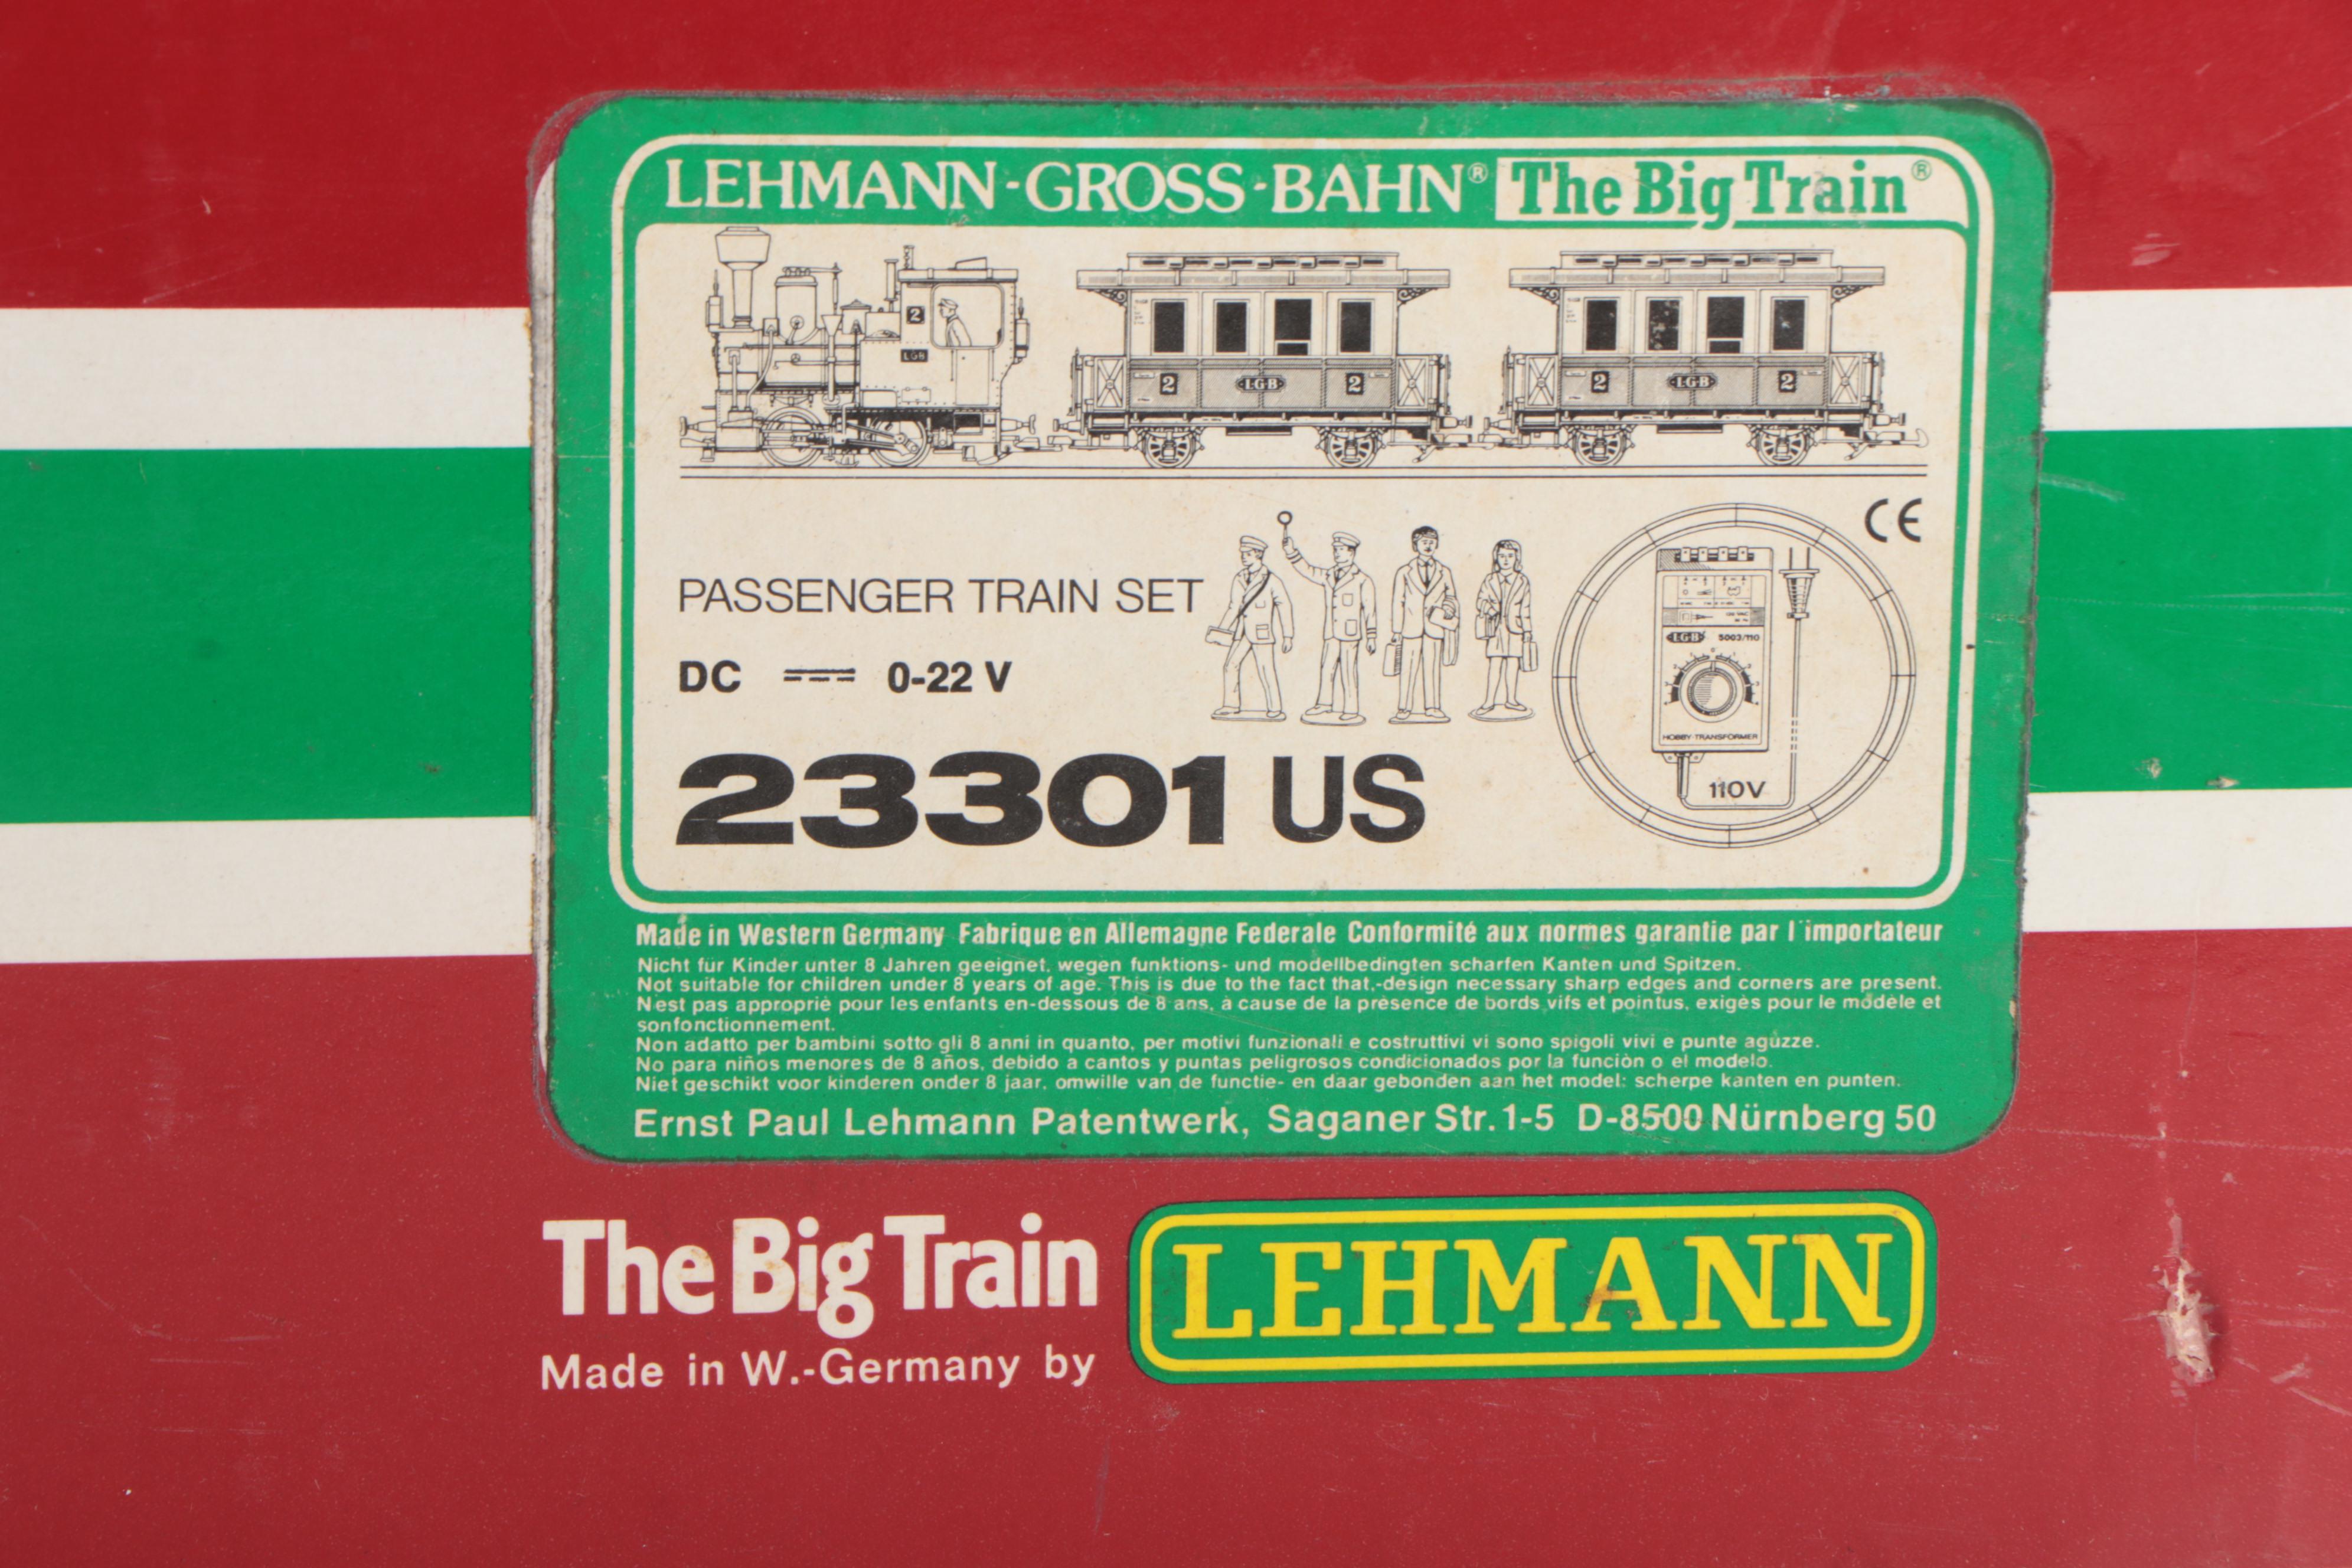 LEHMANN-GROSS-BAHN® The Big Train®
2
LGB
2 LGB 2
2 LGB 2
CE
PASSENGER TRAIN SET
DC 0-22 V
LGB 5003/110
HOBBY-TRANSFORMER
110V
23301 US
Made in Western Germany Fabrique en Allemagne Federale Conformité aux normes garantie par l'importateur
Nicht für Kinder unter 8 Jahren geeignet, wegen funktions- und modellbedingten scharfen Kanten und Spitzen.
Not suitable for children under 8 years of age. This is due to the fact that,-design necessary sharp edges and corners are present.
N'est pas approprié pour les enfants en-dessous de 8 ans, à cause de la présence de bords vifs et pointus, exigés pour le modèle et
sonfonctionnement.
Non adatto per bambini sotto gli 8 anni in quanto, per motivi funzionali e costruttivi vi sono spigoli vivi e punte agúzze.
No para niños menores de 8 años, debido a cantos y puntas peligrosos condicionados por la funciòn o el modelo.
Niet geschikt voor kinderen onder 8 jaar, omwille van de functie- en daar gebonden aan het model: scherpe kanten en punten.
Ernst Paul Lehmann Patentwerk, Saganer Str. 1-5 D-8500 Nürnberg 50
The Big Train
Made in W.-Germany by
LEHMANN